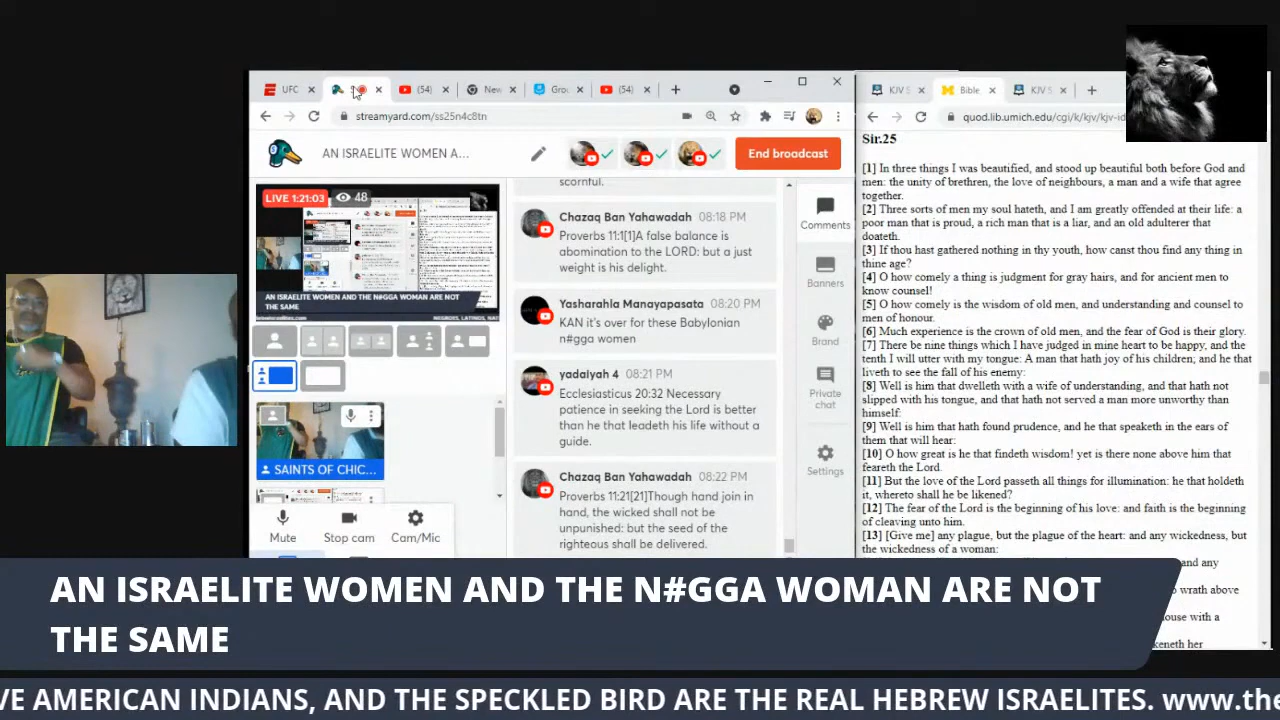 UFC
(54)
New
Groc
(54)
streamyard.com/ss25n4c8tn
AN ISRAELITE WOMEN A...
End broadcast
LIVE 1:21:03
48
AN ISRAELITE WOMEN AND THE N#GGA WOMAN ARE NOT
THE SAME
SAINTS OF CHIC...
Mute
Stop cam
Cam/Mic
scornful.
Chazaq Ban Yahawadah 08:18 PM
Proverbs 11:1[1]A false balance is
abomination to the LORD: but a just
weight is his delight.
Yasharahla Manayapasata 08:20 PM
KAN it's over for these Babylonian
n#gga women
yadaiyah 4 08:21 PM
Ecclesiasticus 20:32 Necessary
patience in seeking the Lord is better
than he that leadeth his life without a
guide.
Chazaq Ban Yahawadah 08:22 PM
Proverbs 11:21[21]Though hand join in
hand, the wicked shall not be
unpunished: but the seed of the
righteous shall be delivered.
Comments
Banners
Brand
Private
chat
Settings
KJV S
Bible
KJV S
quod.lib.umich.edu/cgi/k/kjv/kjv-id
Sir.25
[1] In three things I was beautified, and stood up beautiful both before God and
men: the unity of brethren, the love of neighbours, a man and a wife that agree
together.
[2] Three sorts of men my soul hateth, and I am greatly offended at their life: a
poor man that is proud, a rich man that is a liar, and an old adulterer that
doateth.
[3] If thou hast gathered nothing in thy youth, how canst thou find any thing in
thine age?
[4] O how comely a thing is judgment for gray hairs, and for ancient men to
know counsel!
[5] O how comely is the wisdom of old men, and understanding and counsel to
men of honour.
[6] Much experience is the crown of old men, and the fear of God is their glory.
[7] There be nine things which I have judged in mine heart to be happy, and the
tenth I will utter with my tongue: A man that hath joy of his children; and he that
liveth to see the fall of his enemy:
[8] Well is him that dwelleth with a wife of understanding, and that hath not
slipped with his tongue, and that hath not served a man more unworthy than
himself:
[9] Well is him that hath found prudence, and he that speaketh in the ears of
them that will hear:
[10] O how great is he that findeth wisdom! yet is there none above him that
feareth the Lord.
[11] But the love of the Lord passeth all things for illumination: he that holdeth
it, whereto shall he be likened?
[12] The fear of the Lord is the beginning of his love: and faith is the beginning
of cleaving unto him.
[13] [Give me] any plague, but the plague of the heart: and any wickedness, but
the wickedness of a woman:
and any
wrath above
house with a
keneth her
AN ISRAELITE WOMEN AND THE N#GGA WOMAN ARE NOT
THE SAME
VE AMERICAN INDIANS, AND THE SPECKLED BIRD ARE THE REAL HEBREW ISRAELITES. www.the